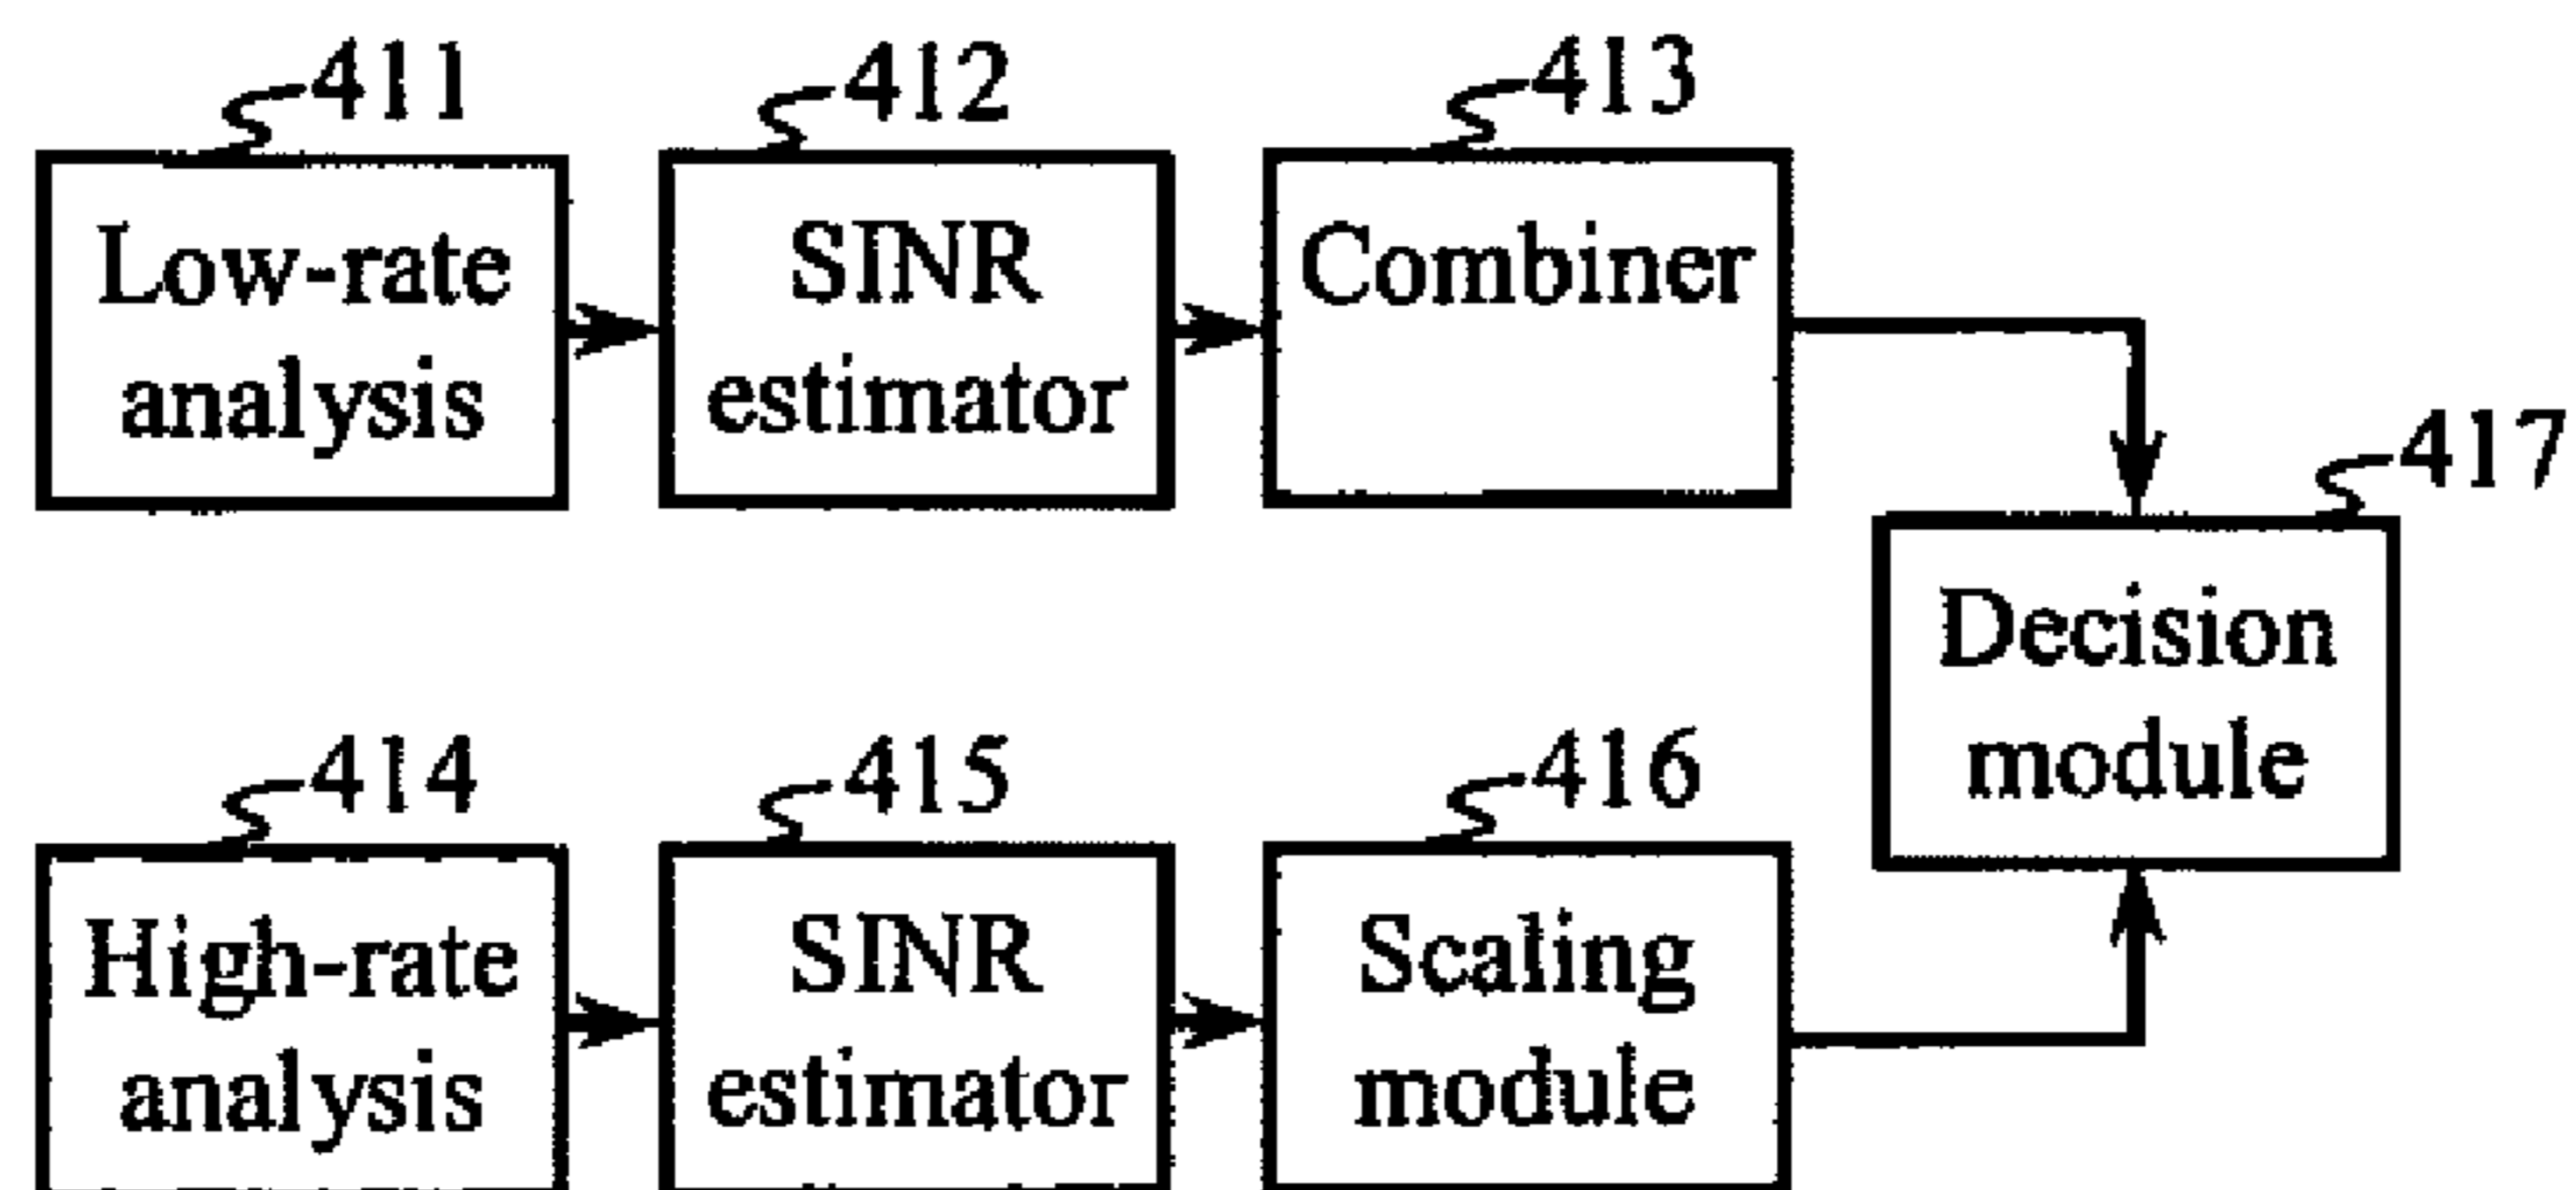 411
412
413
Low-rate
analysis
SINR
estimator
Combiner
417
Decision
module
414
415
416
High-rate
analysis
SINR
estimator
Scaling
module